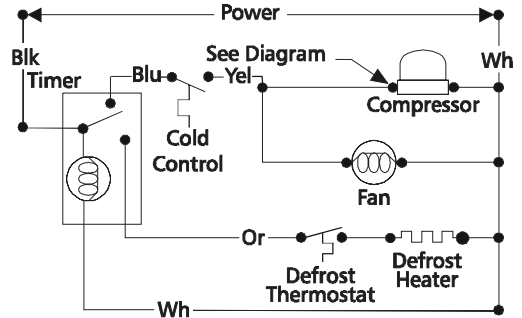 Power
Blk
Timer
Blu
Yel
See Diagram
Wh
Compressor
Cold
Control
Fan
Or
Defrost
Thermostat
Defrost
Heater
Wh